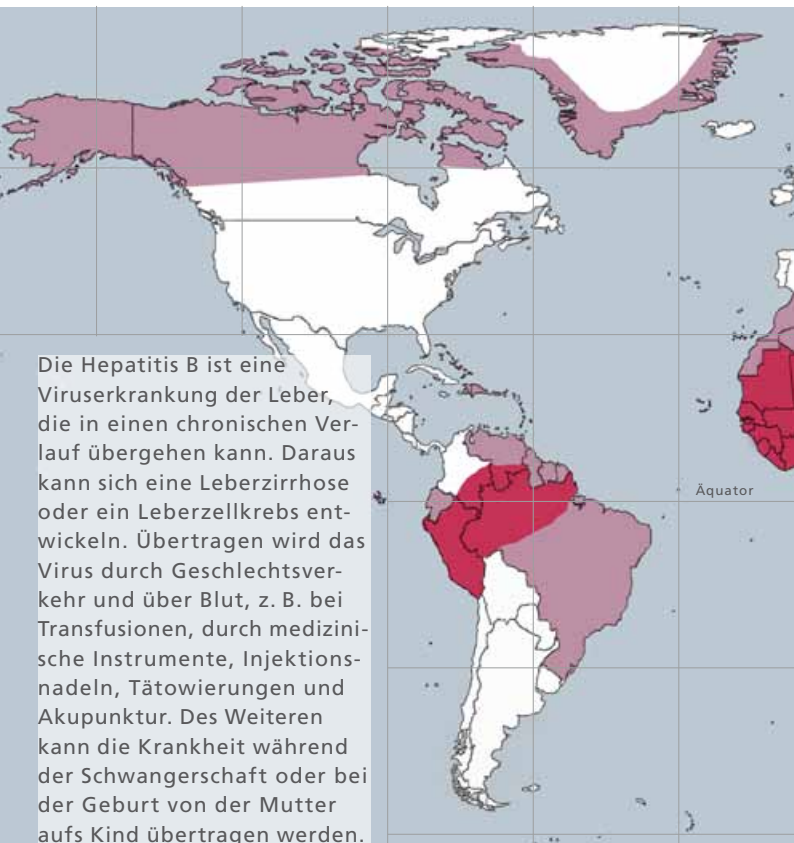 Die Hepatitis B ist eine
Viruserkrankung der Leber,
die in einen chronischen Ver-
lauf übergehen kann. Daraus
kann sich eine Leberzirrhose
oder ein Leberzellkrebs ent-
wickeln. Übertragen wird das
Virus durch Geschlechtsver-
kehr und über Blut, z. B. bei
Transfusionen, durch medizini-
sche Instrumente, Injektions-
nadeln, Tätowierungen und
Akupunktur. Des Weiteren
kann die Krankheit während
der Schwangerschaft oder bei
der Geburt von der Mutter
aufs Kind übertragen werden.
Äquator